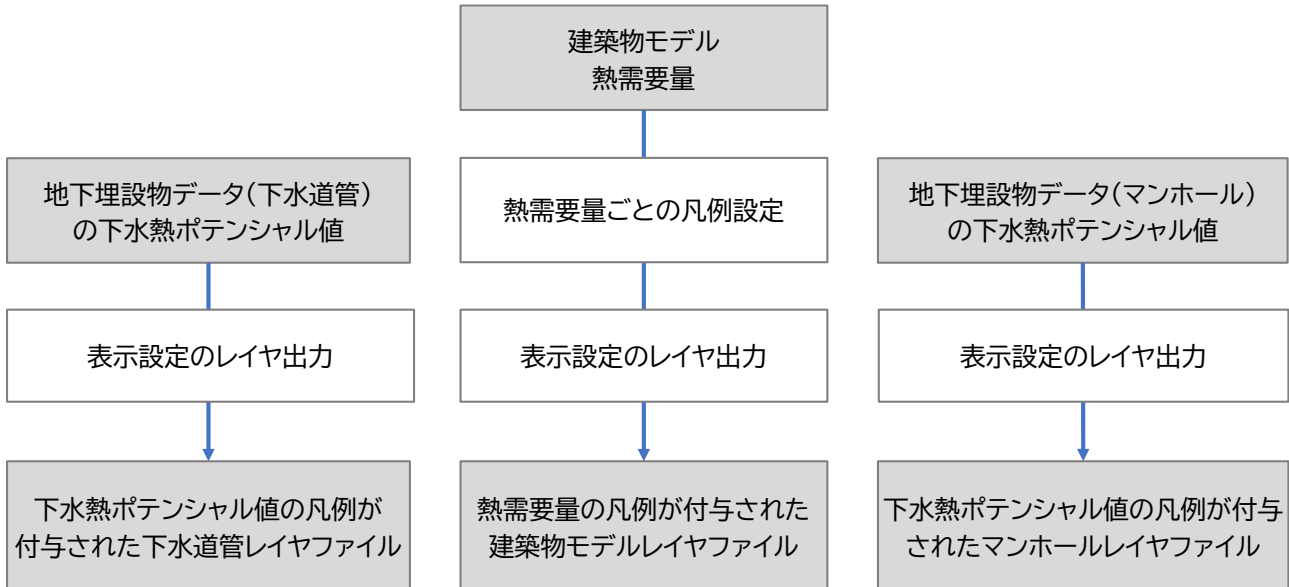 建築物モデル
熱需要量
地下埋設物データ(下水道管)
の下水熱ポテンシャル値
熱需要量ごとの凡例設定
地下埋設物データ(マンホール)
の下水熱ポテンシャル値
表示設定のレイヤ出力
表示設定のレイヤ出力
表示設定のレイヤ出力
下水熱ポテンシャル値の凡例が
付与された下水道管レイヤファイル
熱需要量の凡例が付与された
建築物モデルレイヤファイル
下水熱ポテンシャル値の凡例が付与
されたマンホールレイヤファイル